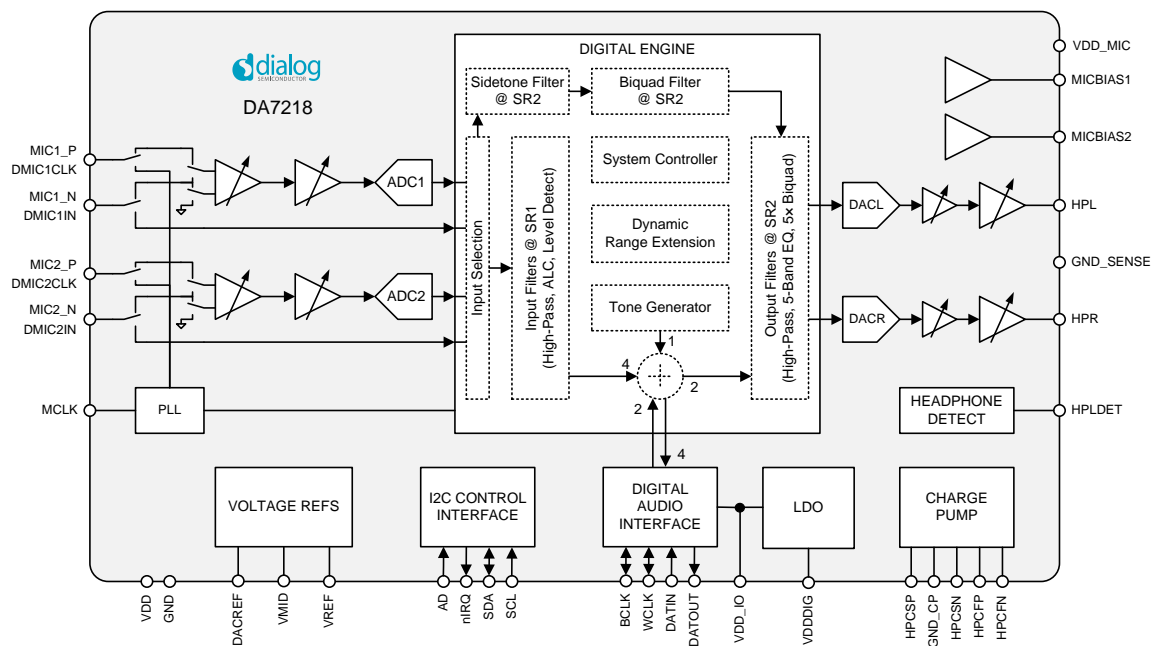 dialog
SEMICONDUCTOR
DA7218
DIGITAL ENGINE
Sidetone Filter
@ SR2
Biquad Filter
@ SR2
System Controller
Dynamic
Range Extension
Tone Generator
Input Selection
Input Filters @ SR1
(High-Pass, ALC, Level Detect)
Output Filters @ SR2
(High-Pass, 5-Band EQ, 5x Biquad)
1
4
2
2
4
MIC1_P
DMIC1CLK
MIC1_N
DMIC1IN
MIC2_P
DMIC2CLK
MIC2_N
DMIC2IN
MCLK
ADC1
ADC2
PLL
DACL
DACR
VDD_MIC
MICBIAS1
MICBIAS2
HPL
GND_SENSE
HPR
HPLDET
HEADPHONE
DETECT
VOLTAGE REFS
I2C CONTROL
INTERFACE
DIGITAL
AUDIO
INTERFACE
LDO
CHARGE
PUMP
VDD
GND
DACREF
VMID
VREF
AD
nIRQ
SDA
SCL
BCLK
WCLK
DATIN
DATOUT
VDD_IO
VDDDIG
HPCSP
GND_CP
HPCSN
HPCFP
HPCFN